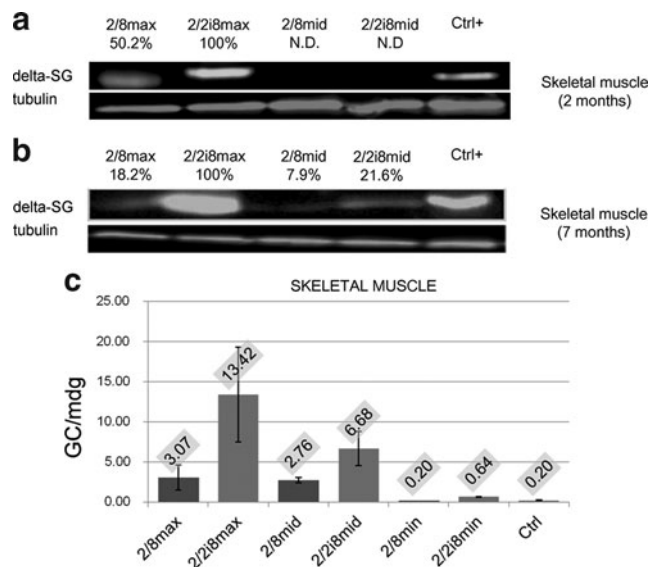 a
2/8max 2/2i8max 2/8mid 2/2i8mid Ctrl+
50.2% 100% N.D. N.D
delta-SG
tubulin
Skeletal muscle
(2 months)
b
2/8max 2/2i8max 2/8mid 2/2i8mid Ctrl+
18.2% 100% 7.9% 21.6%
delta-SG
tubulin
Skeletal muscle
(7 months)
c
SKELETAL MUSCLE
GC/mdg
25.00
20.00
15.00
10.00
5.00
0.00
3.07 13.42 2.76 6.68 0.20 0.64 0.20
2/8max 2/2i8max 2/8mid 2/2i8mid 2/8min 2/2i8min Ctrl